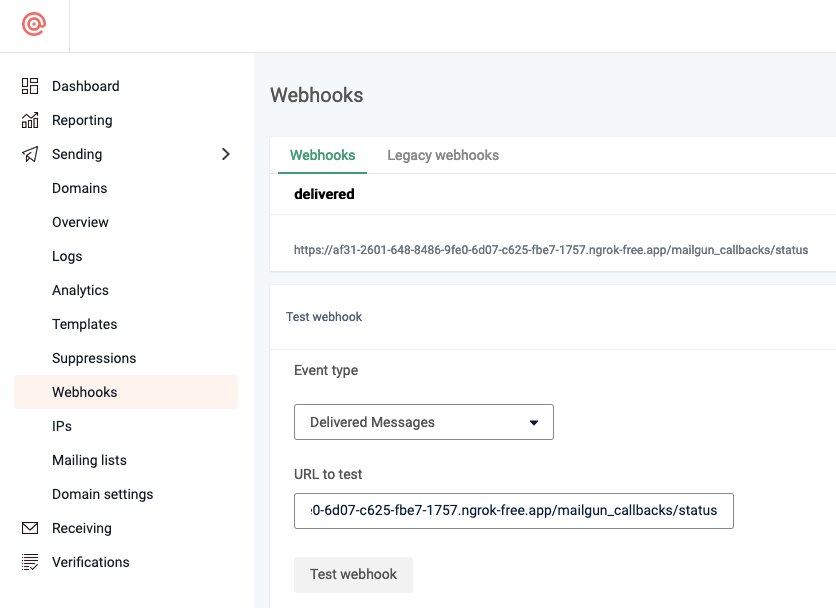 Dashboard
Reporting
Sending
Domains
Overview
Logs
Analytics
Templates
Suppressions
Webhooks
IPs
Mailing lists
Domain settings
Receiving
Verifications
Webhooks
Webhooks Legacy webhooks
delivered
https://af31-2601-648-8486-9fe0-6d07-c625-fbe7-1757.ngrok-free.app/mailgun_callbacks/status
Test webhook
Event type
Delivered Messages
URL to test
e0-6d07-c625-fbe7-1757.ngrok-free.app/mailgun_callbacks/status
Test webhook